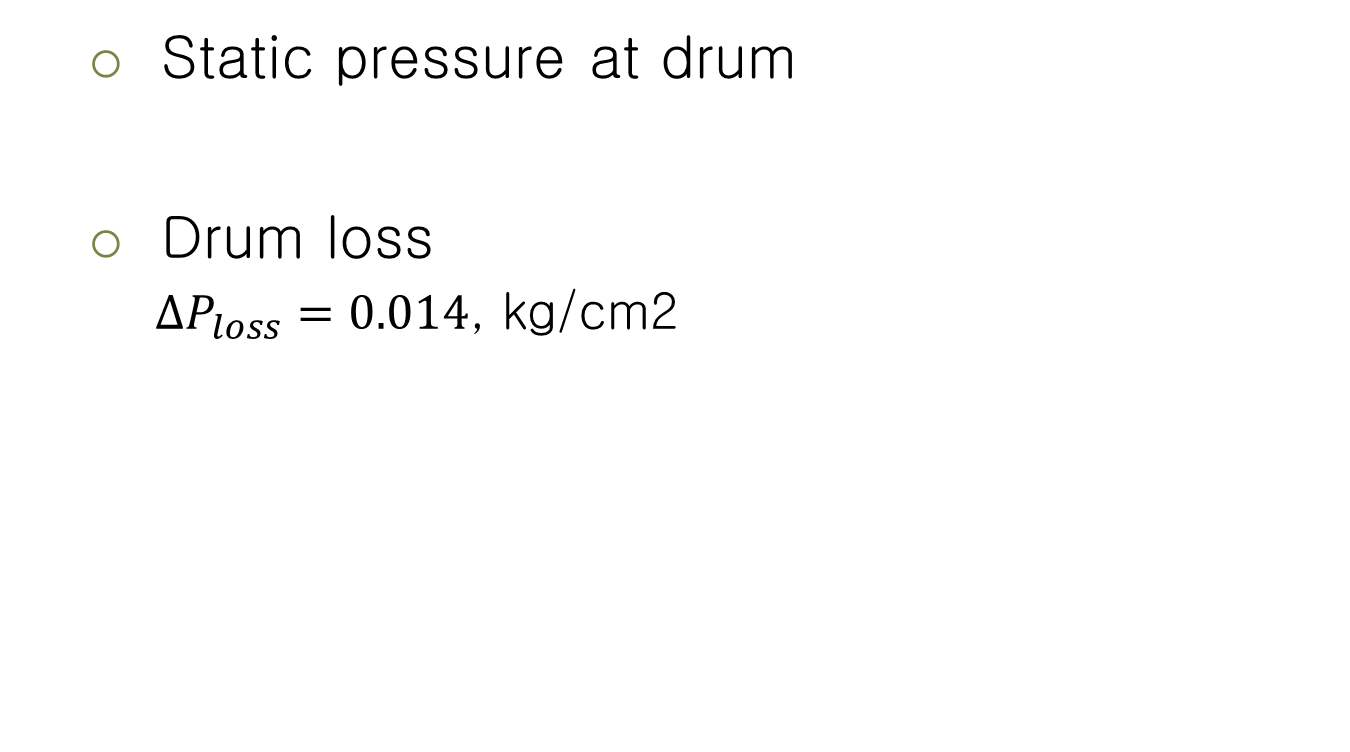 ○ Static pressure at drum
○ Drum loss
ΔP_loss = 0.014, kg/cm2